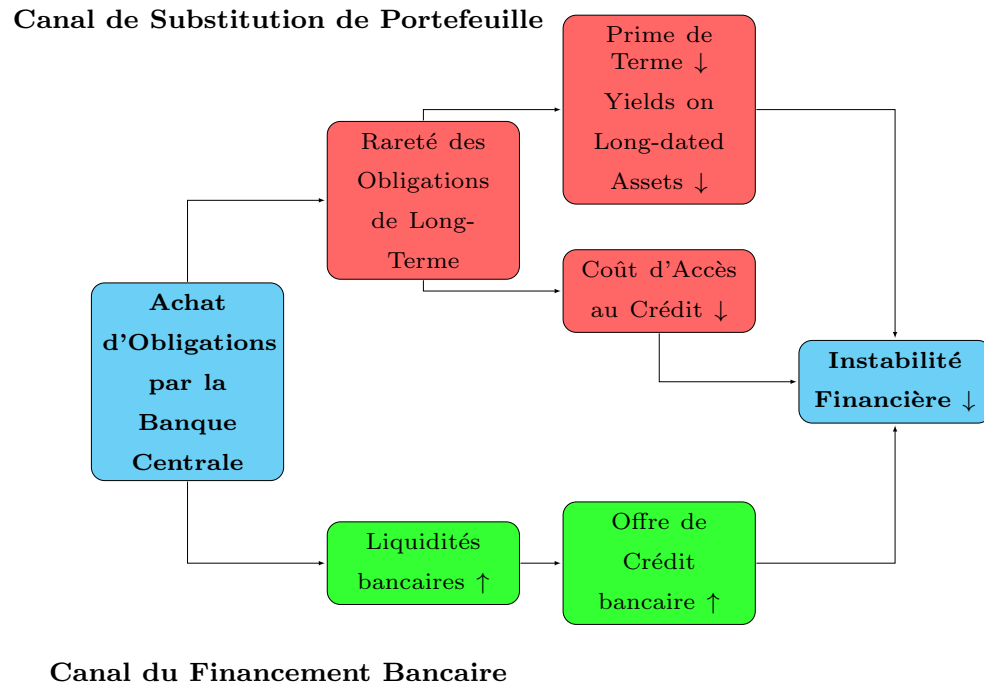 Canal de Substitution de Portefeuille
Prime de
Terme ↓
Yields on
Long-dated
Assets ↓
Rareté des
Obligations
de Long-
Terme
Coût d'Accès
au Crédit ↓
Achat
d'Obligations
par la
Banque
Centrale
Instabilité
Financière ↓
Liquidités
bancaires ↑
Offre de
Crédit
bancaire ↑
Canal du Financement Bancaire